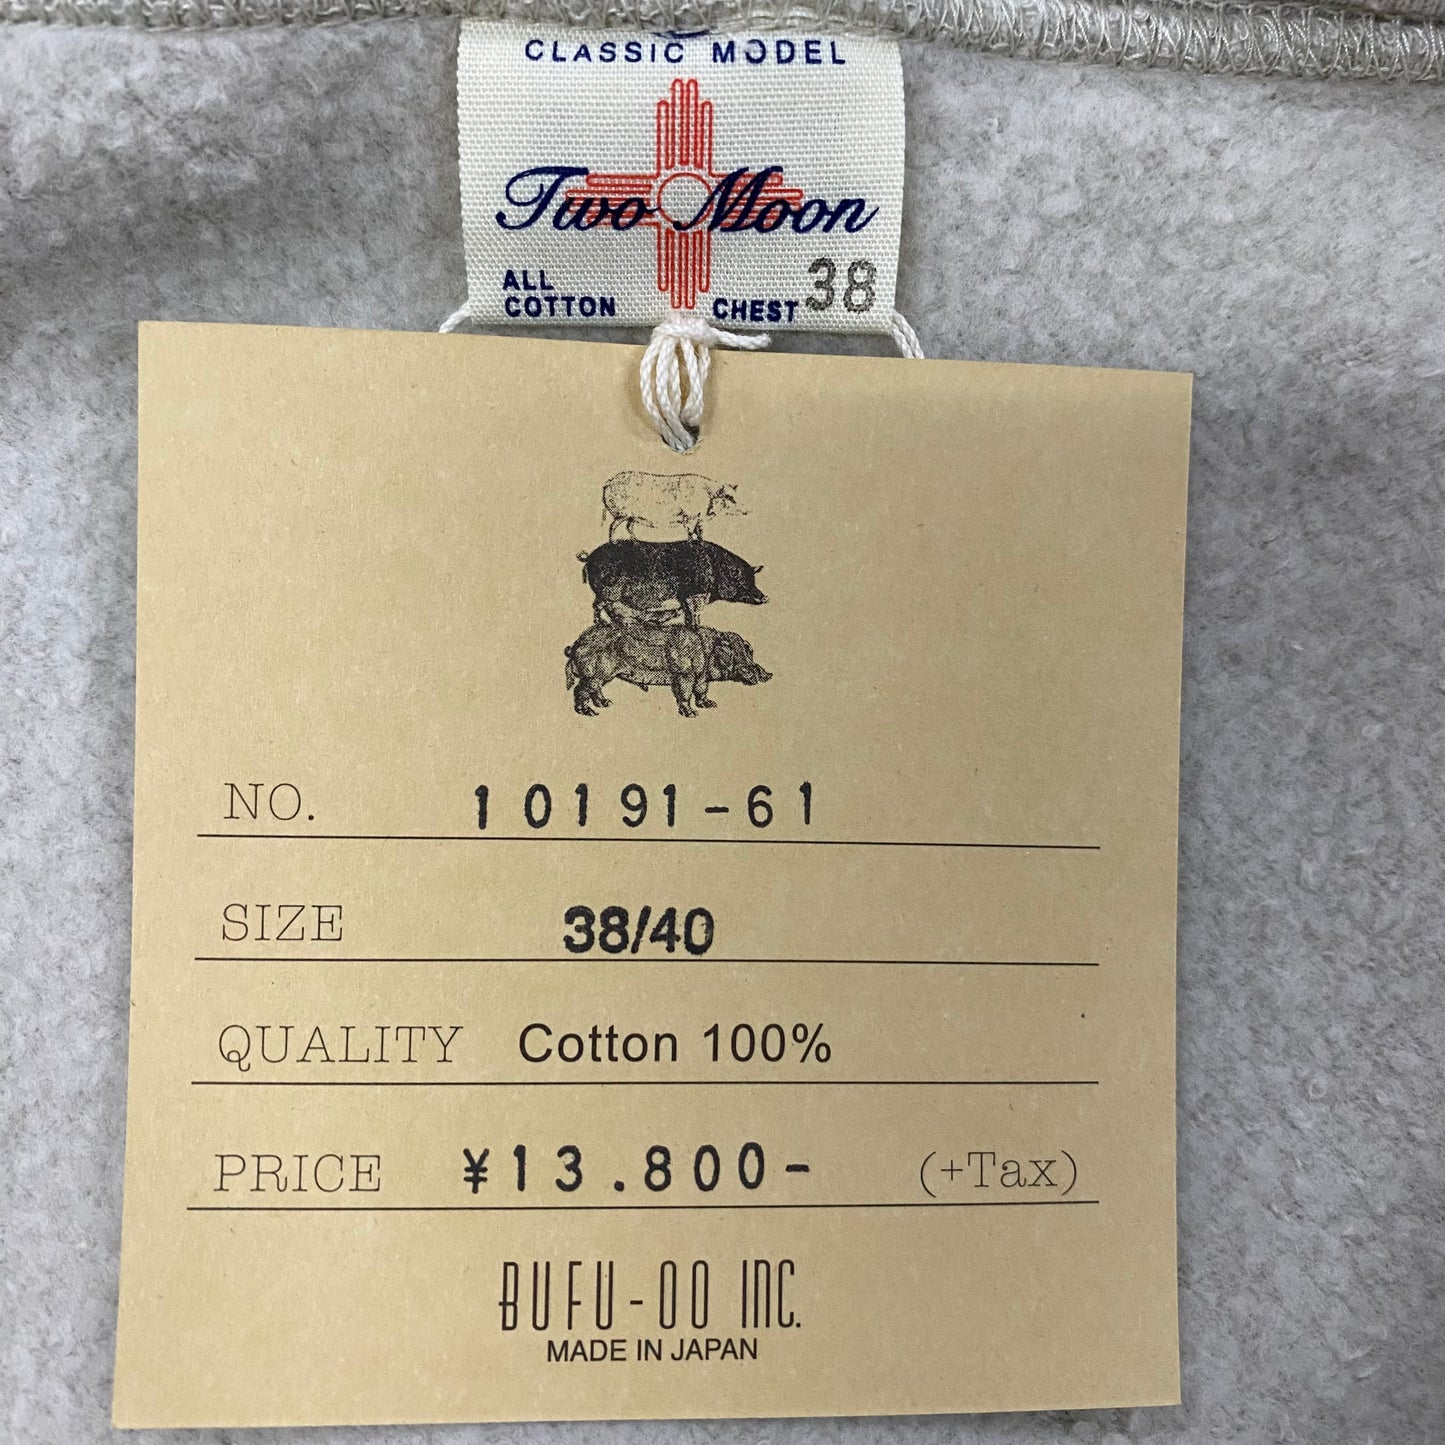 CLASSIC MODEL
Two Moon
ALL
COTTON
CHEST 38
NO. 10191-61
SIZE 38/40
QUALITY Cotton 100%
PRICE ¥13.800- (+Tax)
BUFU-OO INC.
MADE IN JAPAN